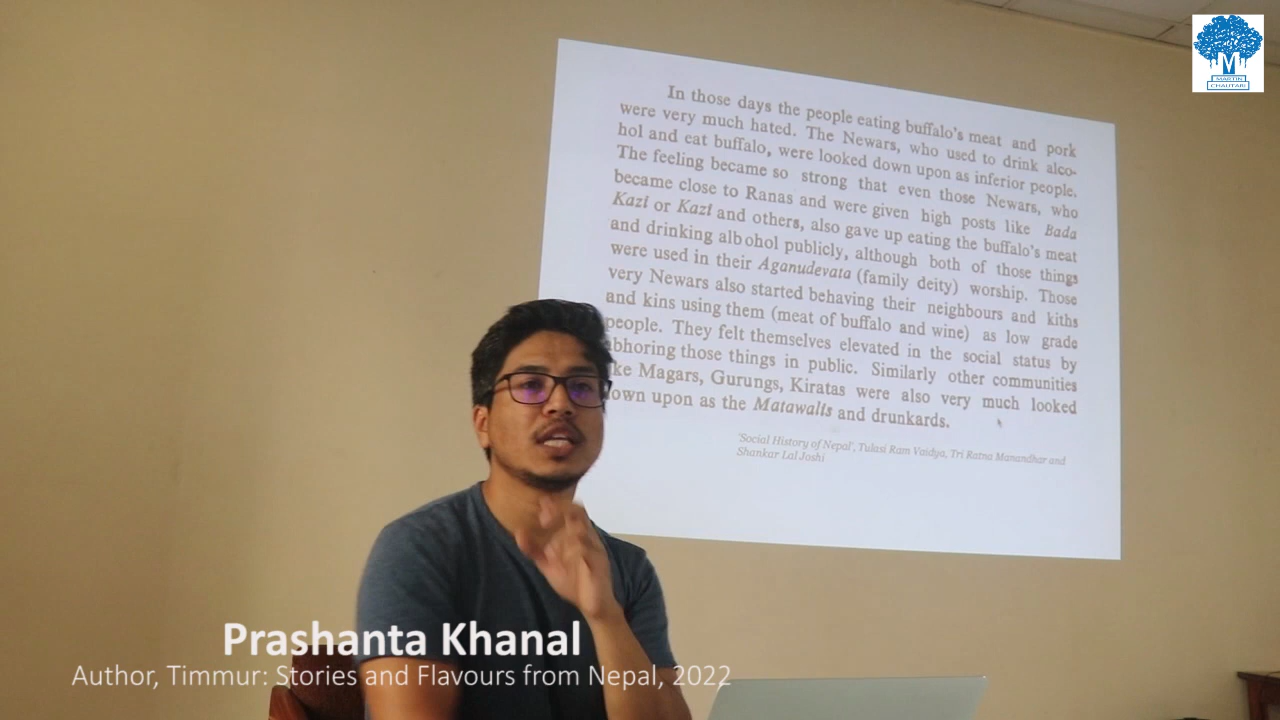 In those days the people eating buffalo's meat and pork
were very much hated. The Newars, who used to drink alco-
hol and eat buffalo, were looked down upon as inferior people.
The feeling became so strong that even those Newars, who
became close to Ranas and were given high posts like Bada
Kazi or Kazi and others, also gave up eating the buffalo's meat
and drinking albohol publicly, although both of those things
were used in their Aganudevata (family deity) worship. Those
very Newars also started behaving their neighbours and kiths
and kins using them (meat of buffalo and wine) as low grade
people. They felt themselves elevated in the social status by
abhoring those things in public. Similarly other communities
ke Magars, Gurungs, Kiratas were also very much looked
own upon as the Matawalis and drunkards.
'Social History of Nepal', Tulasi Ram Vaidya, Tri Ratna Manandhar and
Shankar Lal Joshi
M
MARTIN
CHAUTARI
Prashanta Khanal
Author, Timmur: Stories and Flavours from Nepal, 2022